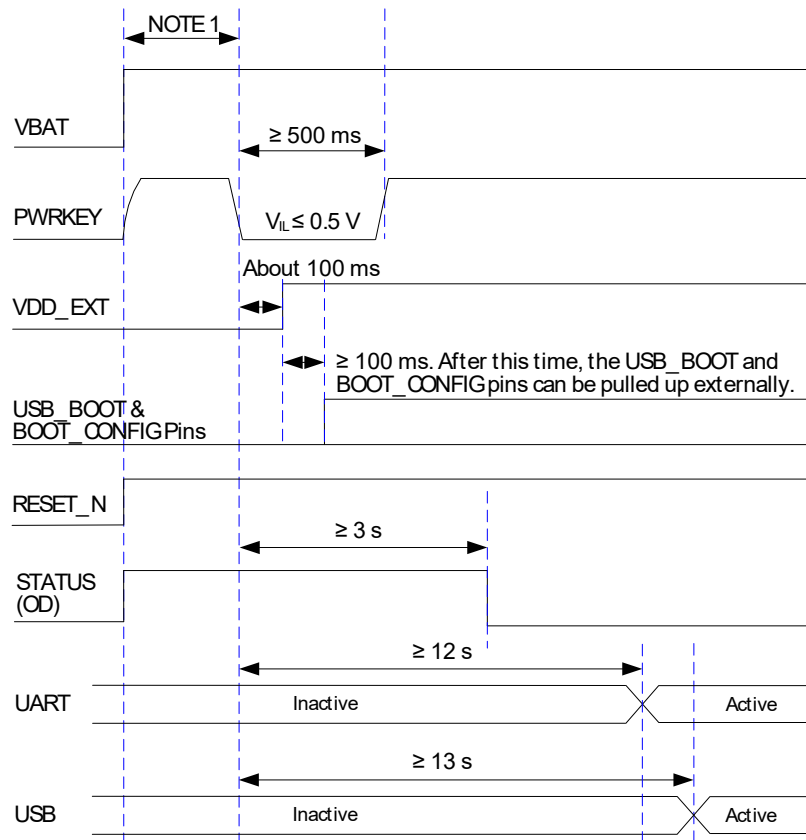 NOTE 1
VBAT
≥ 500 ms
PWRKEY
VIL ≤ 0.5 V
About 100 ms
VDD_EXT
≥ 100 ms. After this time, the USB_BOOT and
BOOT_CONFIG pins can be pulled up externally.
USB_BOOT &
BOOT_CONFIG Pins
RESET_N
≥ 3 s
STATUS
(OD)
≥ 12 s
UART
Inactive
Active
≥ 13 s
USB
Inactive
Active